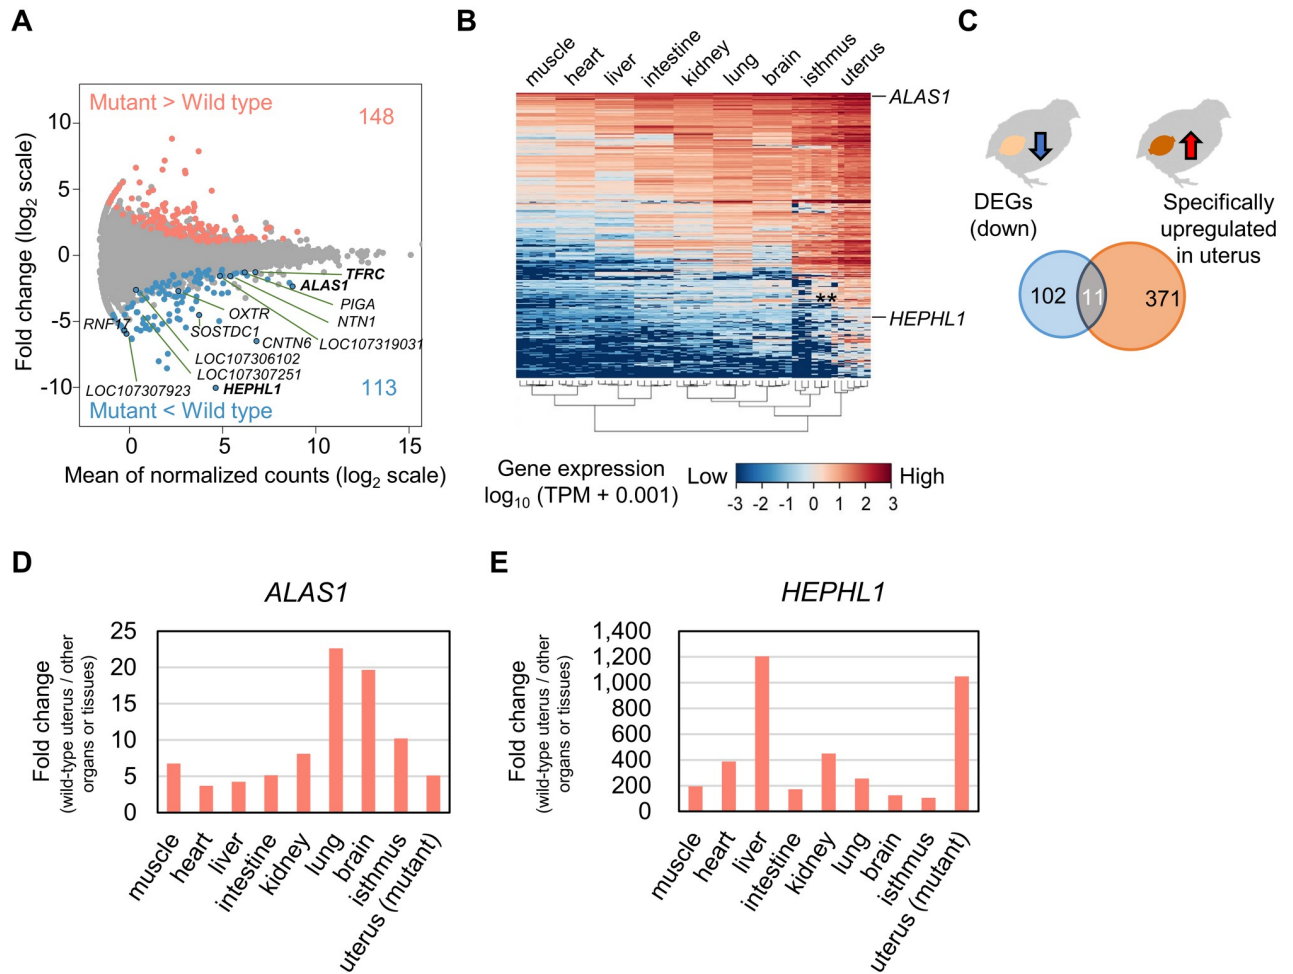 A
Mutant > Wild type
148
10
5
0
-5
-10
Fold change (log2 scale)
TFRC
ALAS1
PIGA
NTN1
OXTR
RNF17
SOSTDC1
CNTN6
LOC107319031
LOC107306102
LOC107307251
LOC107307923
HEPHL1
113
Mutant < Wild type
0
5
10
15
Mean of normalized counts (log2 scale)
B
muscle
heart
liver
intestine
kidney
lung
brain
isthmus
uterus
ALAS1
**
HEPHL1
Gene expression
log10 (TPM + 0.001)
Low
High
-3 -2 -1 0 1 2 3
C
DEGs
(down)
Specifically
upregulated
in uterus
102
11
371
D
ALAS1
Fold change
(wild-type uterus / other
organs or tissues)
25
20
15
10
5
0
muscle
heart
liver
intestine
kidney
lung
brain
isthmus
uterus (mutant)
E
HEPHL1
Fold change
(wild-type uterus / other
organs or tissues)
1,400
1,200
1,000
800
600
400
200
0
muscle
heart
liver
intestine
kidney
lung
brain
isthmus
uterus (mutant)